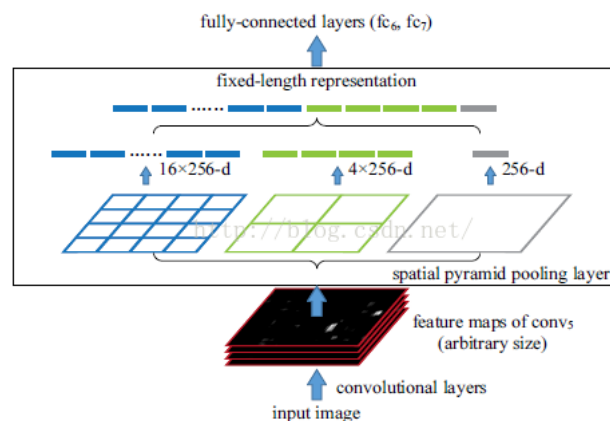 fully-connected layers (fc₆, fc₇)
fixed-length representation
16×256-d
4×256-d
256-d
http://blog.csdn.net/
spatial pyramid pooling layer
feature maps of conv₅
(arbitrary size)
convolutional layers
input image